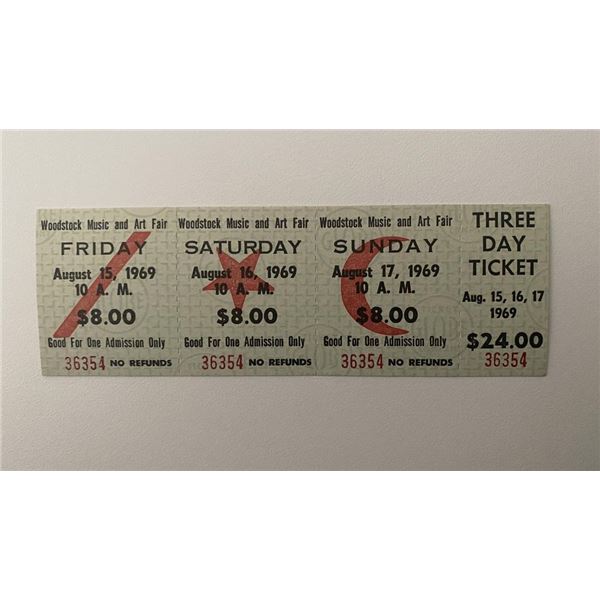 Woodstock Music and Art Fair
FRIDAY
August 15, 1969
10 A. M.
$8.00
Good For One Admission Only
36354 NO REFUNDS
Woodstock Music and Art Fair
SATURDAY
August 16, 1969
10 A. M.
$8.00
Good For One Admission Only
36354 NO REFUNDS
Woodstock Music and Art Fair
SUNDAY
August 17, 1969
10 A. M.
$8.00
Good For One Admission Only
36354 NO REFUNDS
THREE
DAY
TICKET
Aug. 15, 16, 17
1969
$24.00
36354